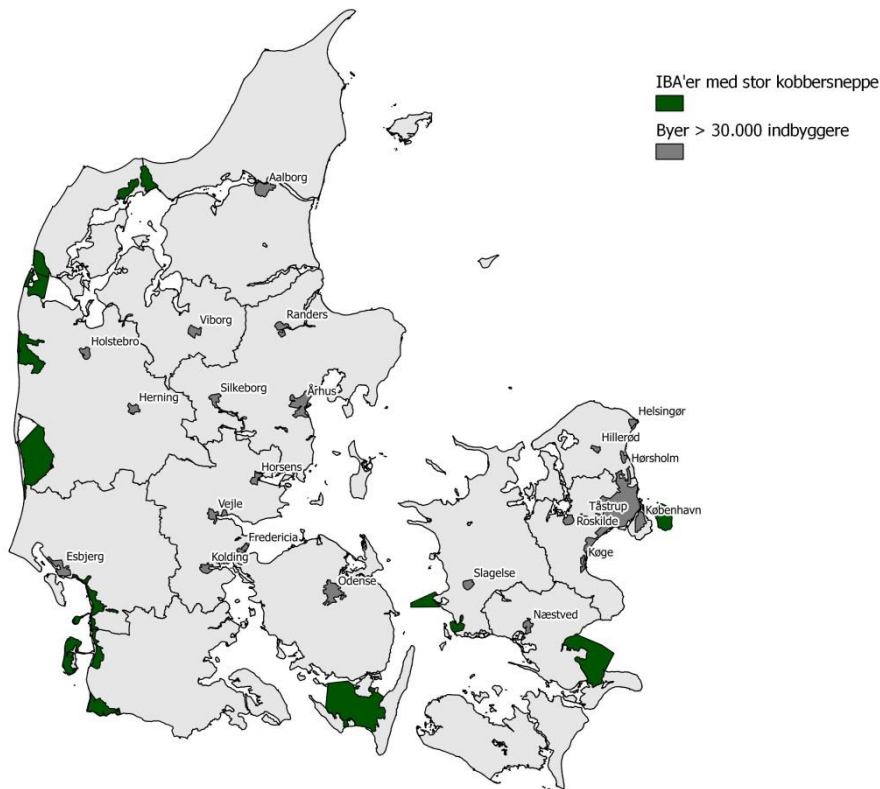 IBA'er med stor kobbersneppe
Byer > 30.000 indbyggere
Aalborg
Viborg
Randers
Holstebro
Herning
Silkeborg
Århus
Helsingør
Hillerød
Hørsholm
Horsens
Tåstrup
København
Vejle
Roskilde
Fredericia
Køge
Esbjerg
Kolding
Odense
Slagelse
Næstved